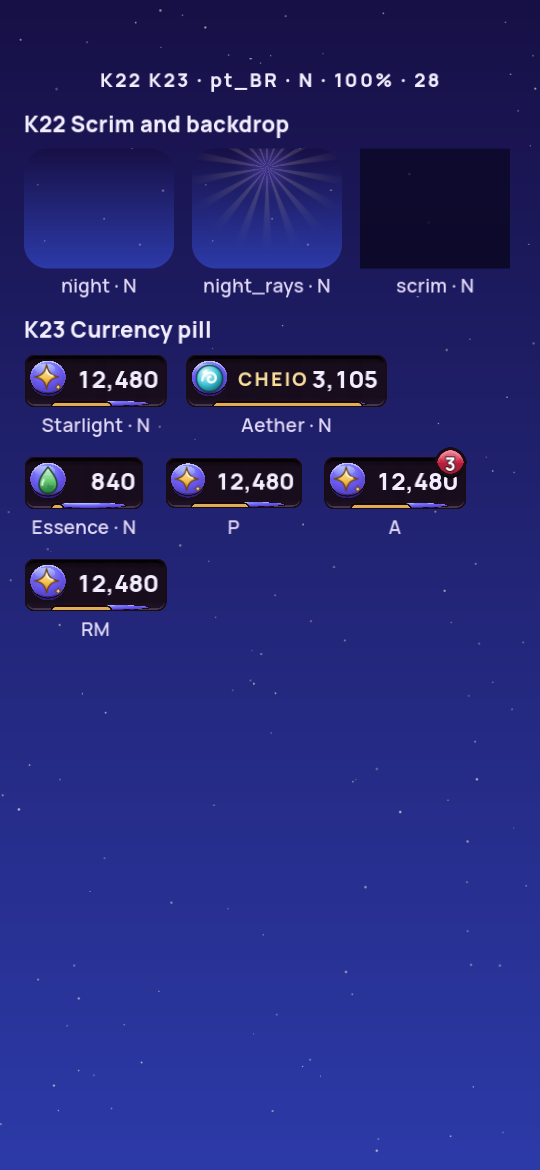 K22 K23 · pt_BR · N · 100% · 28
K22 Scrim and backdrop
night · N
night_rays · N
scrim · N
K23 Currency pill
12,480
CHEIO 3,105
Starlight · N
Aether · N
840
12,480
12,480
3
Essence · N
P
A
12,480
RM